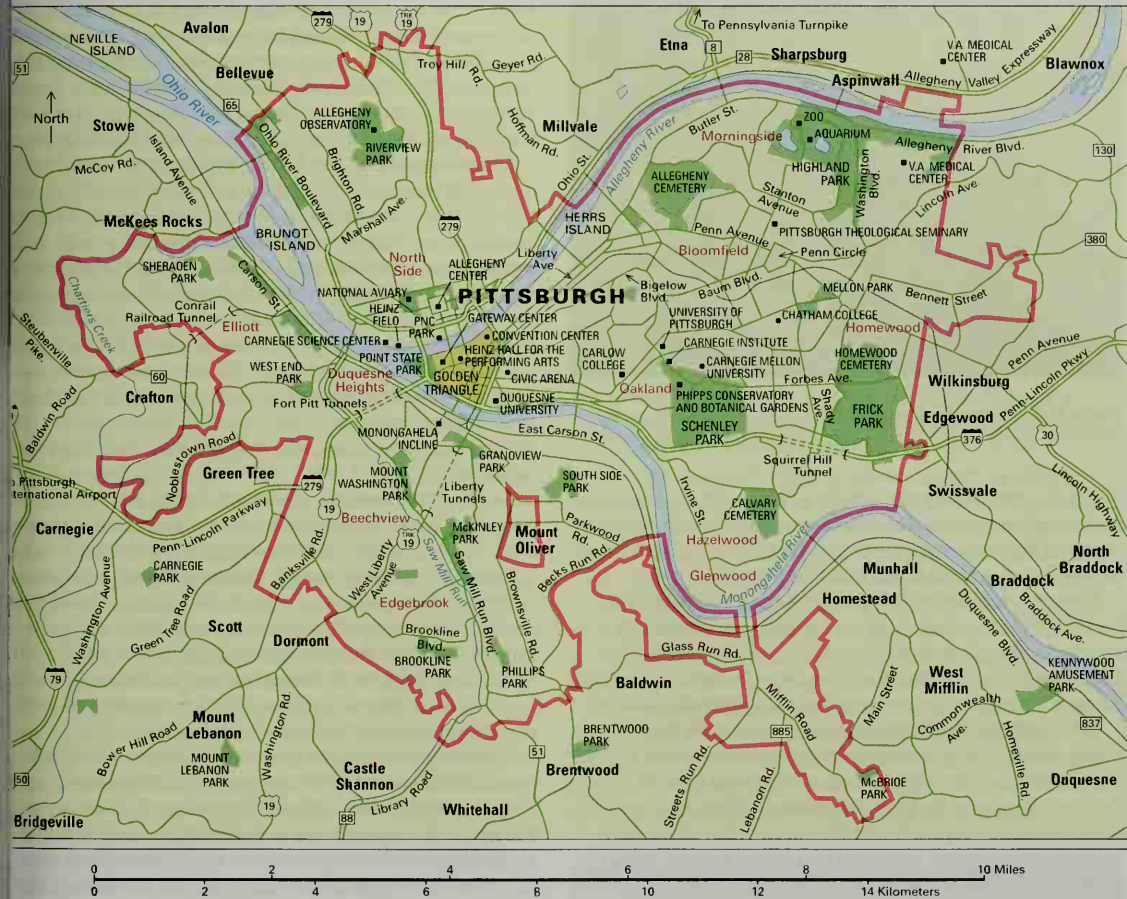 To Pennsylvania Turnpike
NEVILLE
ISLAND
Avalon
279
19
TRK
19
Etna
8
28
Sharpsburg
V.A. MEDICAL
CENTER
Blawnox
51
Bellevue
Troy Hill Rd.
Geyer Rd.
Aspinwall
Allegheny Valley Expressway
North
Ohio River
65
Stowe
ALLEGHENY
OBSERVATORY
RIVERVIEW
PARK
Hoffman Rd.
Millvale
Butler St.
Morningside
ZOO
AQUARIUM
Allegheny River Blvd.
130
McCoy Rd.
Island Avenue
Ohio River Boulevard
Brighton Rd.
Ohio St.
Allegheny River
ALLEGHENY
CEMETERY
HIGHLAND
PARK
Washington
Blvd.
V.A. MEDICAL
CENTER
Lincoln Ave.
Stanton
Avenue
Marshall Ave.
McKees Rocks
BRUNOT
ISLAND
279
HERRS
ISLAND
Penn Avenue
PITTSBURGH THEOLOGICAL SEMINARY
380
SHERAOEN
PARK
Carson St.
North
Side
ALLEGHENY
CENTER
Liberty
Ave.
Bloomfield
Penn Circle
Chartiers Creek
Conrail
Railroad Tunnel
NATIONAL AVIARY
PITTSBURGH
Bigelow
Blvd.
Baum Blvd.
MELLON PARK
Bennett Street
HEINZ
FIELD
PNC
PARK
GATEWAY CENTER
UNIVERSITY OF
PITTSBURGH
CHATHAM COLLEGE
Homewood
Steubenville
Pike
Elliott
CARNEGIE SCIENCE CENTER
CONVENTION CENTER
HEINZ HALL FOR THE
PERFORMING ARTS
CARLOW
COLLEGE
CARNEGIE INSTITUTE
CARNEGIE MELLON
UNIVERSITY
HOMEWOOD
CEMETERY
Penn Avenue
Penn-Lincoln Pkwy
60
WEST END
PARK
Duquesne
Heights
POINT STATE
PARK
GOLDEN
TRIANGLE
CIVIC ARENA
Oakland
Forbes Ave.
Wilkinsburg
Crafton
Fort Pitt Tunnels
DUQUESNE
UNIVERSITY
PHIPPS CONSERVATORY
AND BOTANICAL GARDENS
Shady
Ave
FRICK
PARK
Edgewood
Baldwin Road
MONONGAHELA
INCLINE
East Carson St.
SCHENLEY
PARK
376
30
Noblestown Road
Green Tree
GRANOVIEW
PARK
Squirrel Hill
Tunnel
o Pittsburgh
ternational Airport
279
MOUNT
WASHINGTON
PARK
Liberty
Tunnels
SOUTH SIOE
PARK
Irvine St.
CALVARY
CEMETERY
Swissvale
Lincoln Highway
Carnegie
19
Beechview
TRK
19
McKINLEY
PARK
Mount
Oliver
Parkwood
Rd.
Hazelwood
Penn-Lincoln Parkway
Banksville Rd.
Saw Mill Run
Becks Run Rd.
Glenwood
Monongahela River
Munhall
North
Braddock
CARNEGIE
PARK
West Liberty
Avenue
Saw Mill Run Blvd.
Brownsville Rd.
Homestead
Braddock
Braddock Ave.
Washington Avenue
Green Tree Road
Edgebrook
Scott
Dormont
Brookline
Blvd.
BROOKLINE
PARK
PHILLIPS
PARK
Glass Run Rd.
Duquesne Blvd.
79
Baldwin
Mifflin Road
Main Street
West
Mifflin
KENNYWOOD
AMUSEMENT
PARK
Commonwealth
Ave.
Mount
Lebanon
Washington Rd.
Bower Hill Road
885
837
MOUNT
LEBANON
PARK
BRENTWOOD
PARK
51
Homeville Rd.
50
Castle
Shannon
Brentwood
Streets Run Rd.
Lebanon Rd.
McBRIOE
PARK
Ouquesne
19
Library Road
88
Whitehall
Bridgeville
0 2 4 6 8 10 Miles
0 2 4 6 8 10 12 14 Kilometers